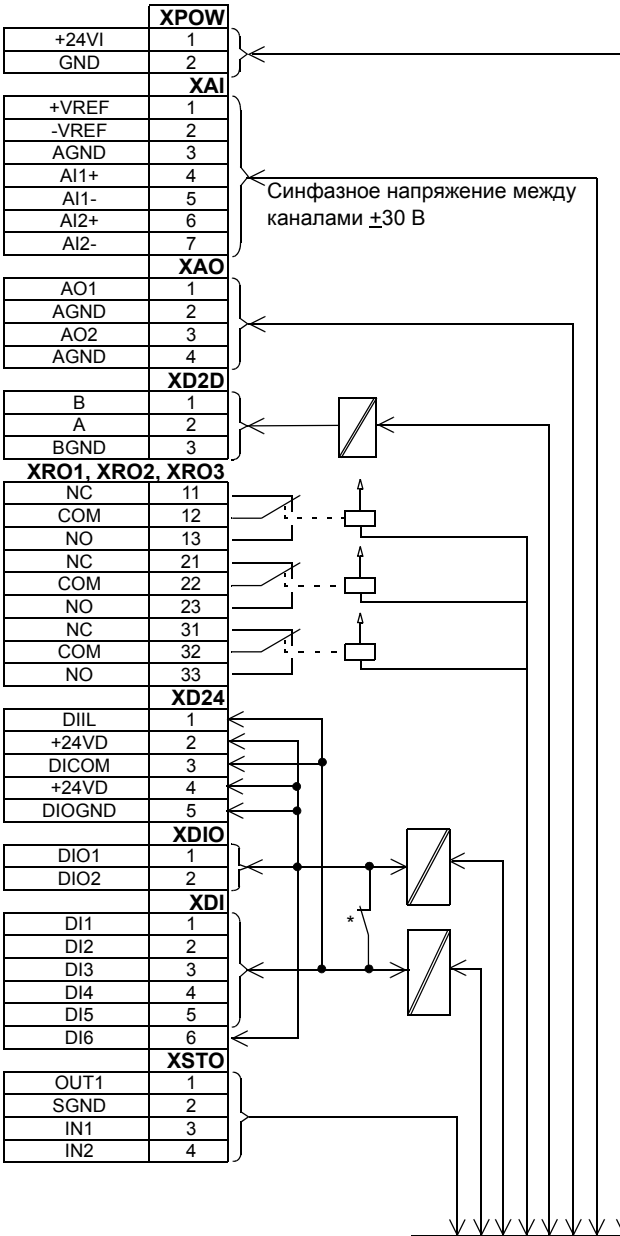 XPOW
+24VI 1
GND 2
XAI
+VREF 1
-VREF 2
AGND 3
AI1+ 4
AI1- 5
AI2+ 6
AI2- 7
Синфазное напряжение между
каналами ±30 В
XAO
AO1 1
AGND 2
AO2 3
AGND 4
XD2D
B 1
A 2
BGND 3
XRO1, XRO2, XRO3
NC 11
COM 12
NO 13
NC 21
COM 22
NO 23
NC 31
COM 32
NO 33
XD24
DIIL 1
+24VD 2
DICOM 3
+24VD 4
DIOGND 5
XDIO
DIO1 1
DIO2 2
*
XDI
DI1 1
DI2 2
DI3 3
DI4 4
DI5 5
DI6 6
XSTO
OUT1 1
SGND 2
IN1 3
IN2 4